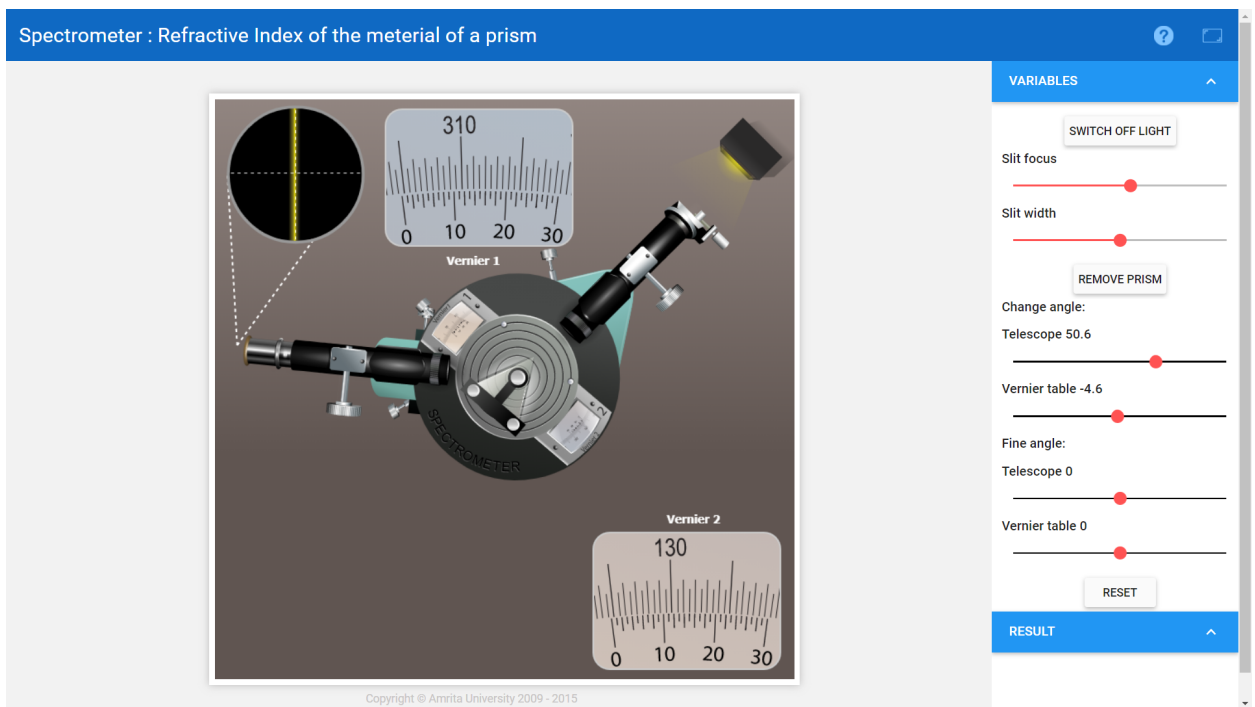 Spectrometer : Refractive Index of the meterial of a prism
?
310
0 10 20 30
Vernier 1
1
2
SPECTROMETER
Vernier 2
130
0 10 20 30
Copyright © Amrita University 2009 - 2015
VARIABLES
SWITCH OFF LIGHT
Slit focus
Slit width
REMOVE PRISM
Change angle:
Telescope 50.6
Vernier table -4.6
Fine angle:
Telescope 0
Vernier table 0
RESET
RESULT